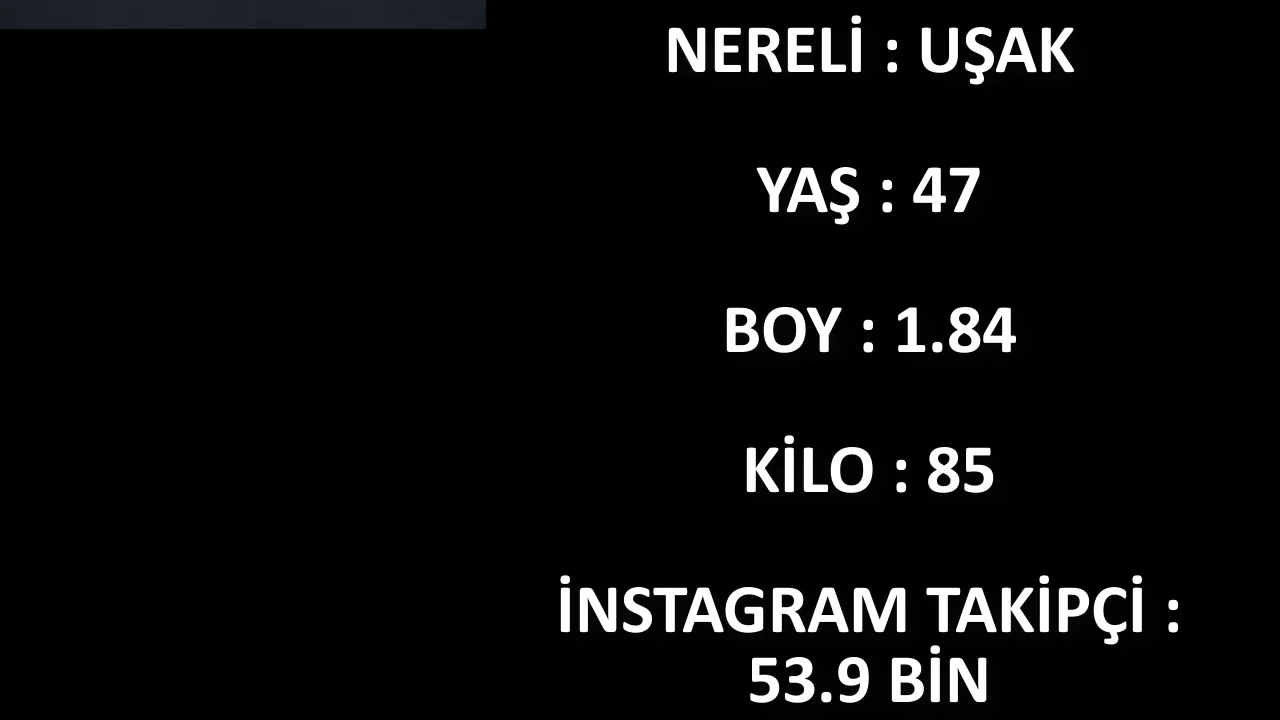 NERELİ : UŞAK
YAŞ : 47
BOY : 1.84
KİLO : 85
İNSTAGRAM TAKİPÇİ :
53.9 BİN